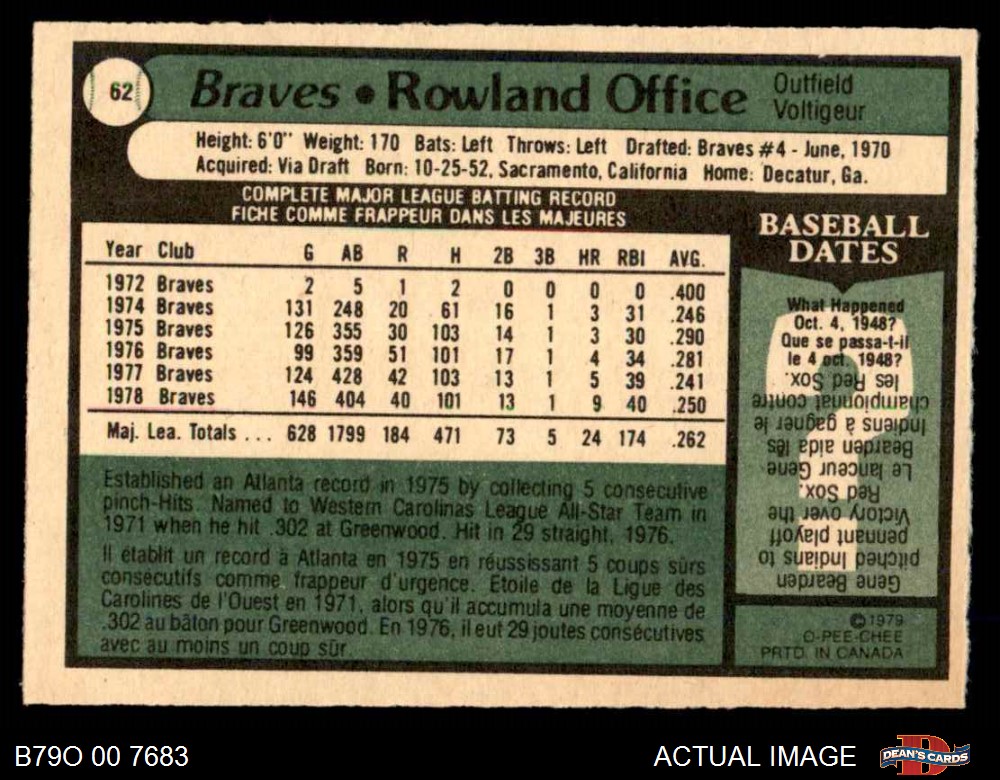 62
Braves • Rowland Office
Outfield
Voltigeur
Height: 6'0" Weight: 170 Bats: Left Throws: Left Drafted: Braves #4 - June, 1970
Acquired: Via Draft Born: 10-25-52, Sacramento, California Home: Decatur, Ga.
COMPLETE MAJOR LEAGUE BATTING RECORD
FICHE COMME FRAPPEUR DANS LES MAJEURES
Year Club G AB R H 2B 3B HR RBI AVG.
1972 Braves 2 5 1 2 0 0 0 0 .400
1974 Braves 131 248 20 61 16 1 3 31 .246
1975 Braves 126 355 30 103 14 1 3 30 .290
1976 Braves 99 359 51 101 17 1 4 34 .281
1977 Braves 124 428 42 103 13 1 5 39 .241
1978 Braves 146 404 40 101 13 1 9 40 .250
Maj. Lea. Totals ... 628 1799 184 471 73 5 24 174 .262
Established an Atlanta record in 1975 by collecting 5 consecutive
pinch-Hits. Named to Western Carolinas League All-Star Team in
1971 when he hit .302 at Greenwood. Hit in 29 straight, 1976.
Il établit un record à Atlanta en 1975 en réussissant 5 coups sûrs
consecutifs comme frappeur d'urgence. Etoile de la Ligue des
Carolines de l'Ouest en 1971, alors qu'il accumula une moyenne de
.302 au bâton pour Greenwood. En 1976, il eut 29 joutes consécutives
avec au moins un coup sûr.
BASEBALL
DATES
What Happened
Oct. 4, 1948?
Que se passa-t-il
le 4 oct. 1948?
Gene Bearden
pitched Indians to
pennant playoff
victory over the
Red Sox.
Le lanceur Gene
Bearden aida les
Indiens à gagner le
championnat contre
les Red Sox.
©1979
O-PEE-CHEE
PRTD. IN CANADA
B79O 00 7683
ACTUAL IMAGE
DEAN'S CARDS